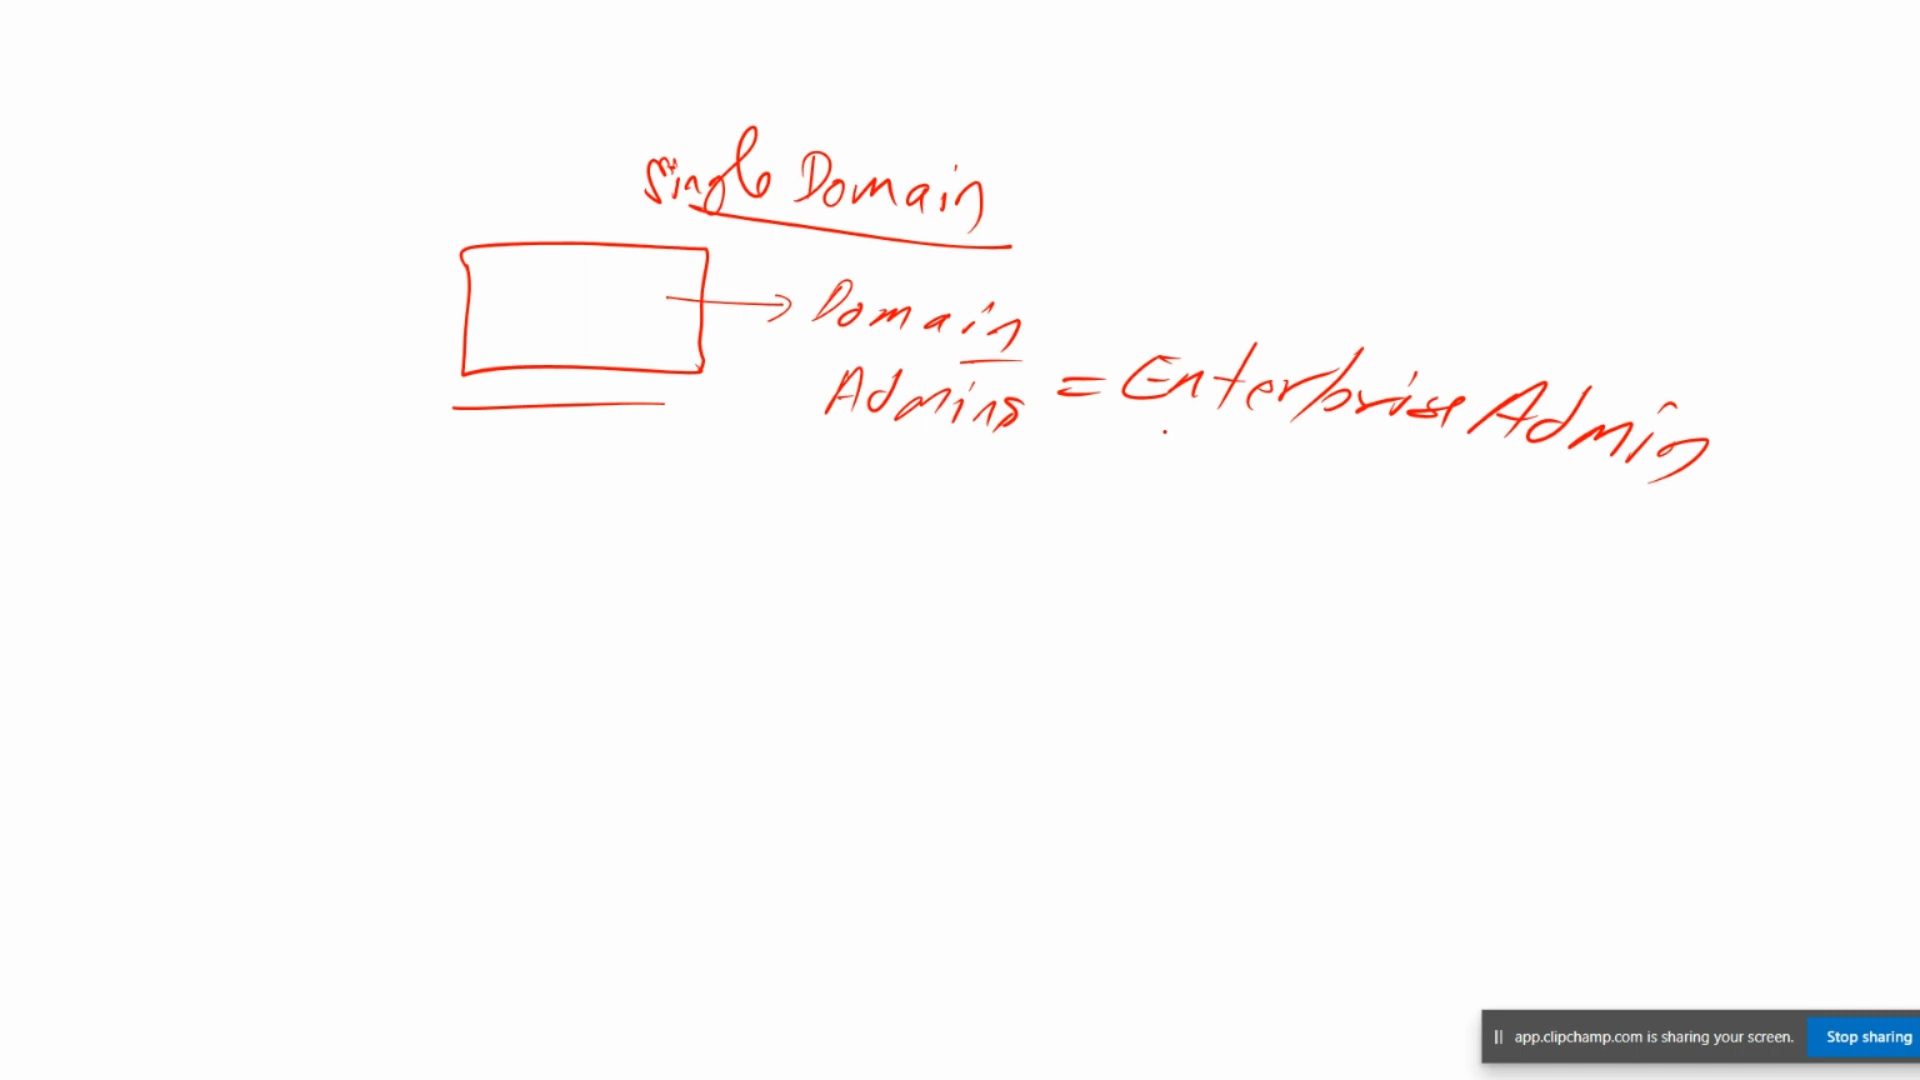 Single Domain
Domain
Admins = Enterprise Admin
app.clipchamp.com is sharing your screen.
Stop sharing